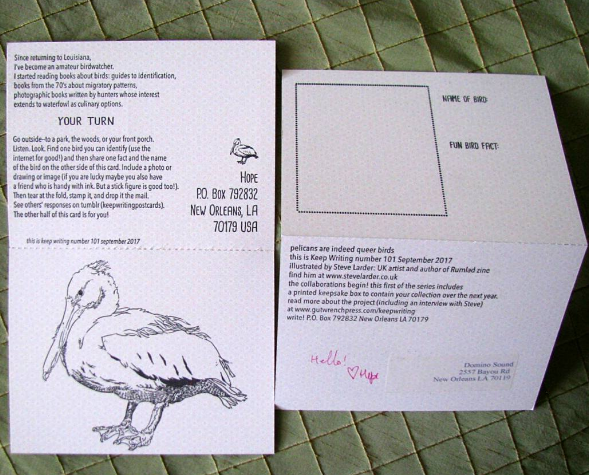 Since returning to Louisiana,
I've become an amateur birdwatcher.
I started reading books about birds: guides to identification,
books from the 70's about migratory patterns,
photographic books written by hunters whose interest
extends to waterfowl as culinary options.
YOUR TURN
Go outside--to a park, the woods, or your front porch.
Listen. Look. Find one bird you can identify (use the
internet for good!) and then share one fact and the name
of the bird on the other side of this card. Include a photo or
drawing or image (if you are lucky maybe you also have
a friend who is handy with ink. But a stick figure is good too!).
Then tear at the fold, stamp it, and drop it the mail.
See others' responses on tumblr (keepwritingpostcards).
The other half of this card is for you!
this is keep writing number 101 september 2017
HOPE
P.O. BOX 792832
NEW ORLEANS, LA
70179 USA
NAME OF BIRD:
FUN BIRD FACT:
pelicans are indeed queer birds
this is Keep Writing number 101 September 2017
illustrated by Steve Larder: UK artist and author of Rumlad zine
find him at www.stevelarder.co.uk
the collaborations begin! this first of the series includes
a printed keepsake box to contain your collection over the next year.
read more about the project (including an interview with Steve)
at www.gutwrenchpress.com/keepwriting
write! P.O. Box 792832 New Orleans LA 70179
Hello!
♡Hope
Domino Sound
2557 Bayou Rd
New Orleans LA 70119